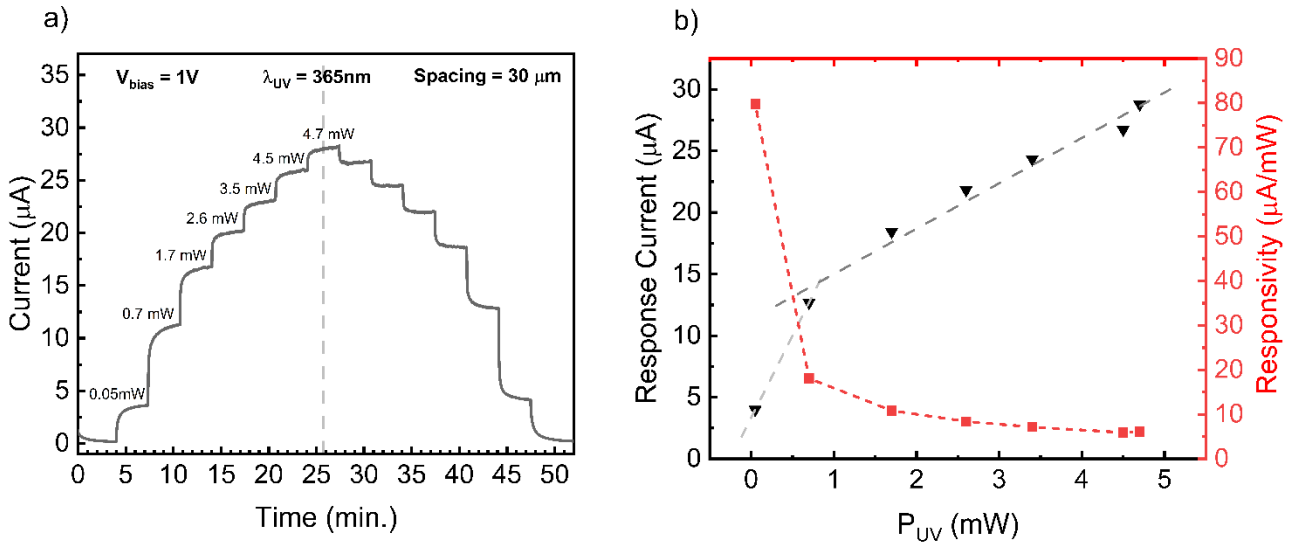 a)
V_bias = 1V λ_UV = 365nm Spacing = 30 μm
4.7 mW
4.5 mW
3.5 mW
2.6 mW
1.7 mW
0.7 mW
0.05mW
Current (μA)
35
30
25
20
15
10
5
0
0 5 10 15 20 25 30 35 40 45 50
Time (min.)
b)
Response Current (μA)
30
25
20
15
10
5
0
0 1 2 3 4 5
P_UV (mW)
90
80
70
60
50
40
30
20
10
0
Responsivity (μA/mW)